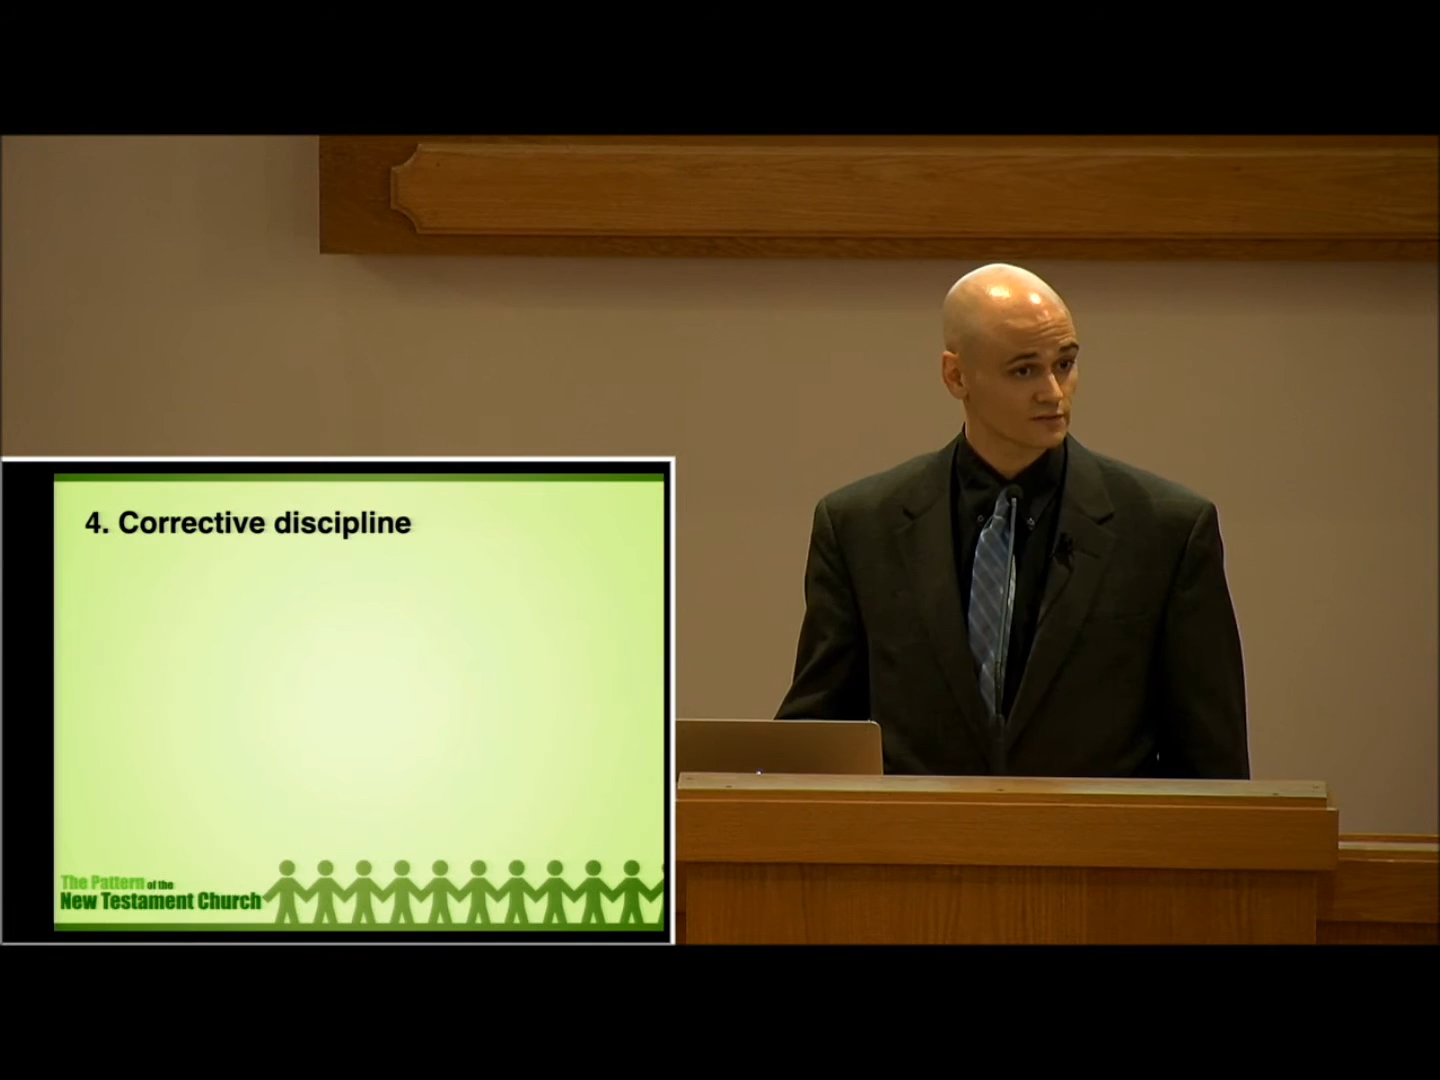 4. Corrective discipline
The Pattern of the
New Testament Church